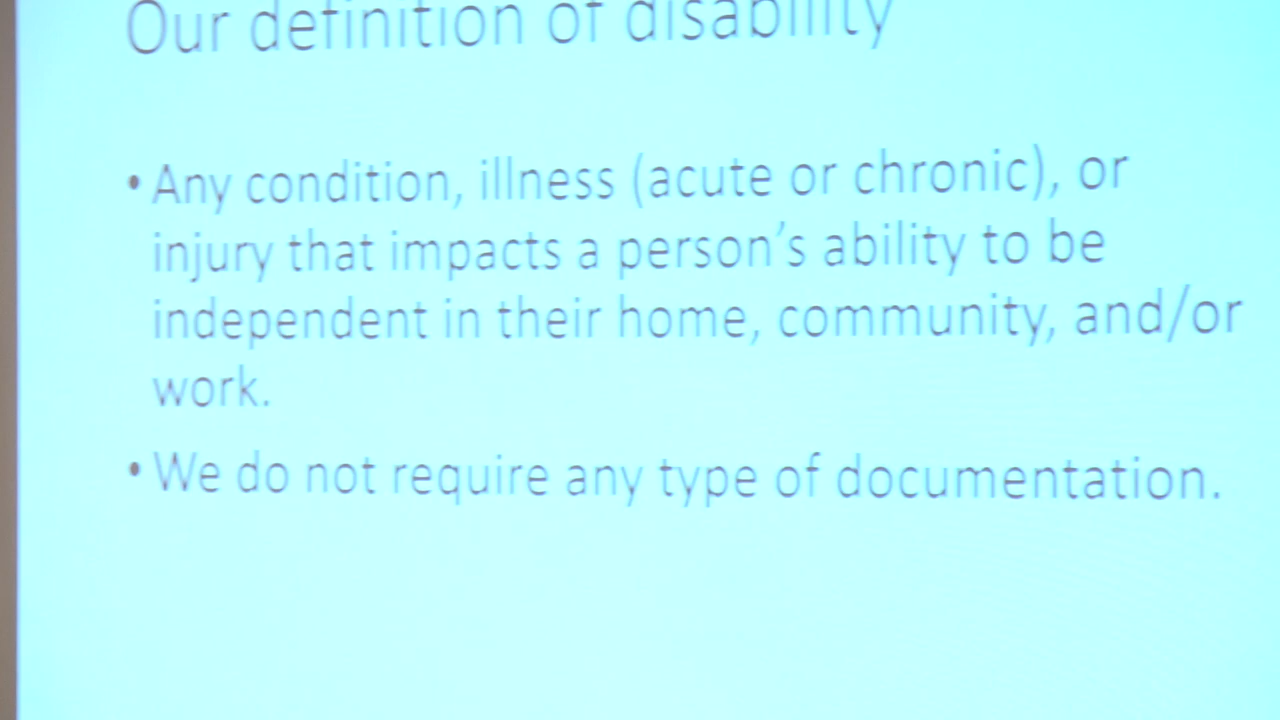 Our definition of disability
• Any condition, illness (acute or chronic), or
injury that impacts a person's ability to be
independent in their home, community, and/or
work.
• We do not require any type of documentation.